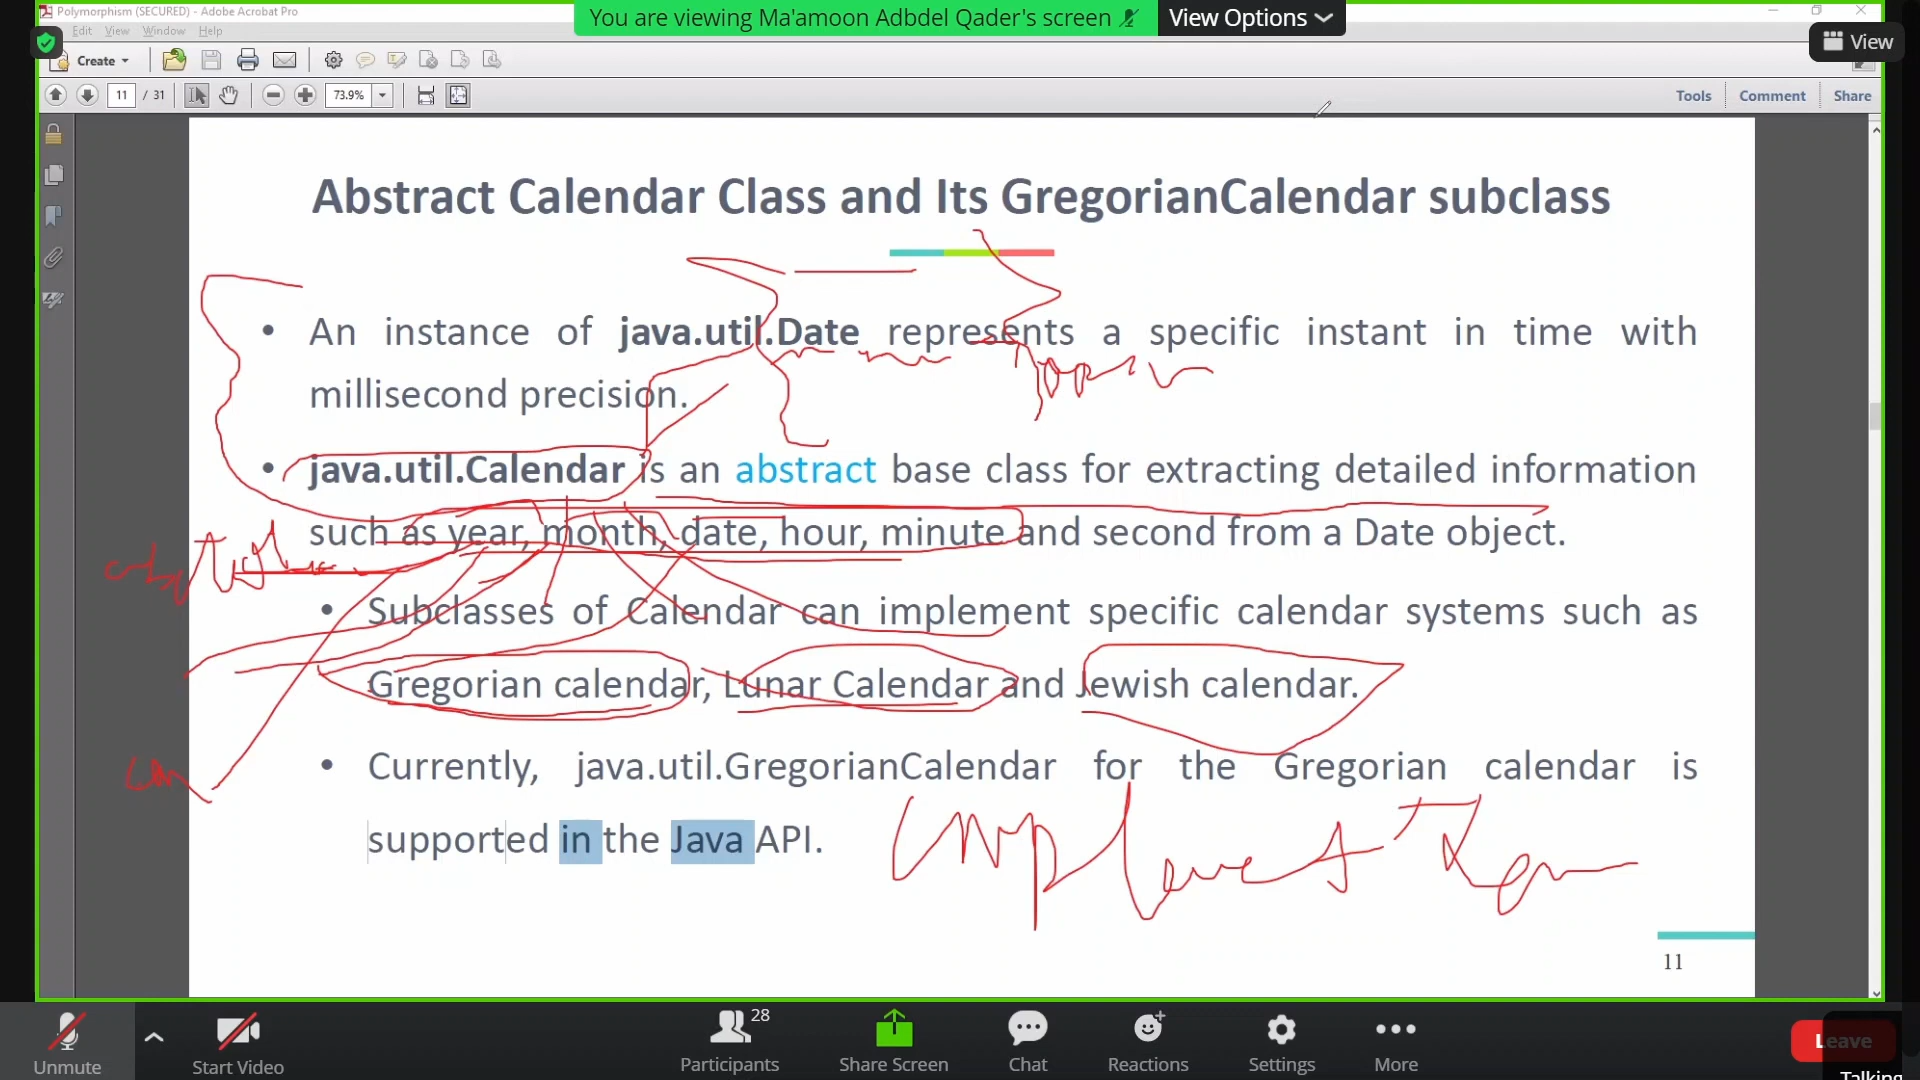 Polymorphism (SECURED) - Adobe Acrobat Pro
You are viewing Ma'amoon Adbdel Qader's screen
View Options
Edit View Window Help
View
Create
11 / 31
73.9%
Tools
Comment
Share
Abstract Calendar Class and Its GregorianCalendar subclass
• An instance of java.util.Date represents a specific instant in time with
millisecond precision.
• java.util.Calendar is an abstract base class for extracting detailed information
such as year, month, date, hour, minute and second from a Date object.
• Subclasses of Calendar can implement specific calendar systems such as
Gregorian calendar, Lunar Calendar and Jewish calendar.
• Currently, java.util.GregorianCalendar for the Gregorian calendar is
supported in the Java API.
11
Unmute
Start Video
28
Participants
Share Screen
Chat
Reactions
Settings
More
Leave
Talking